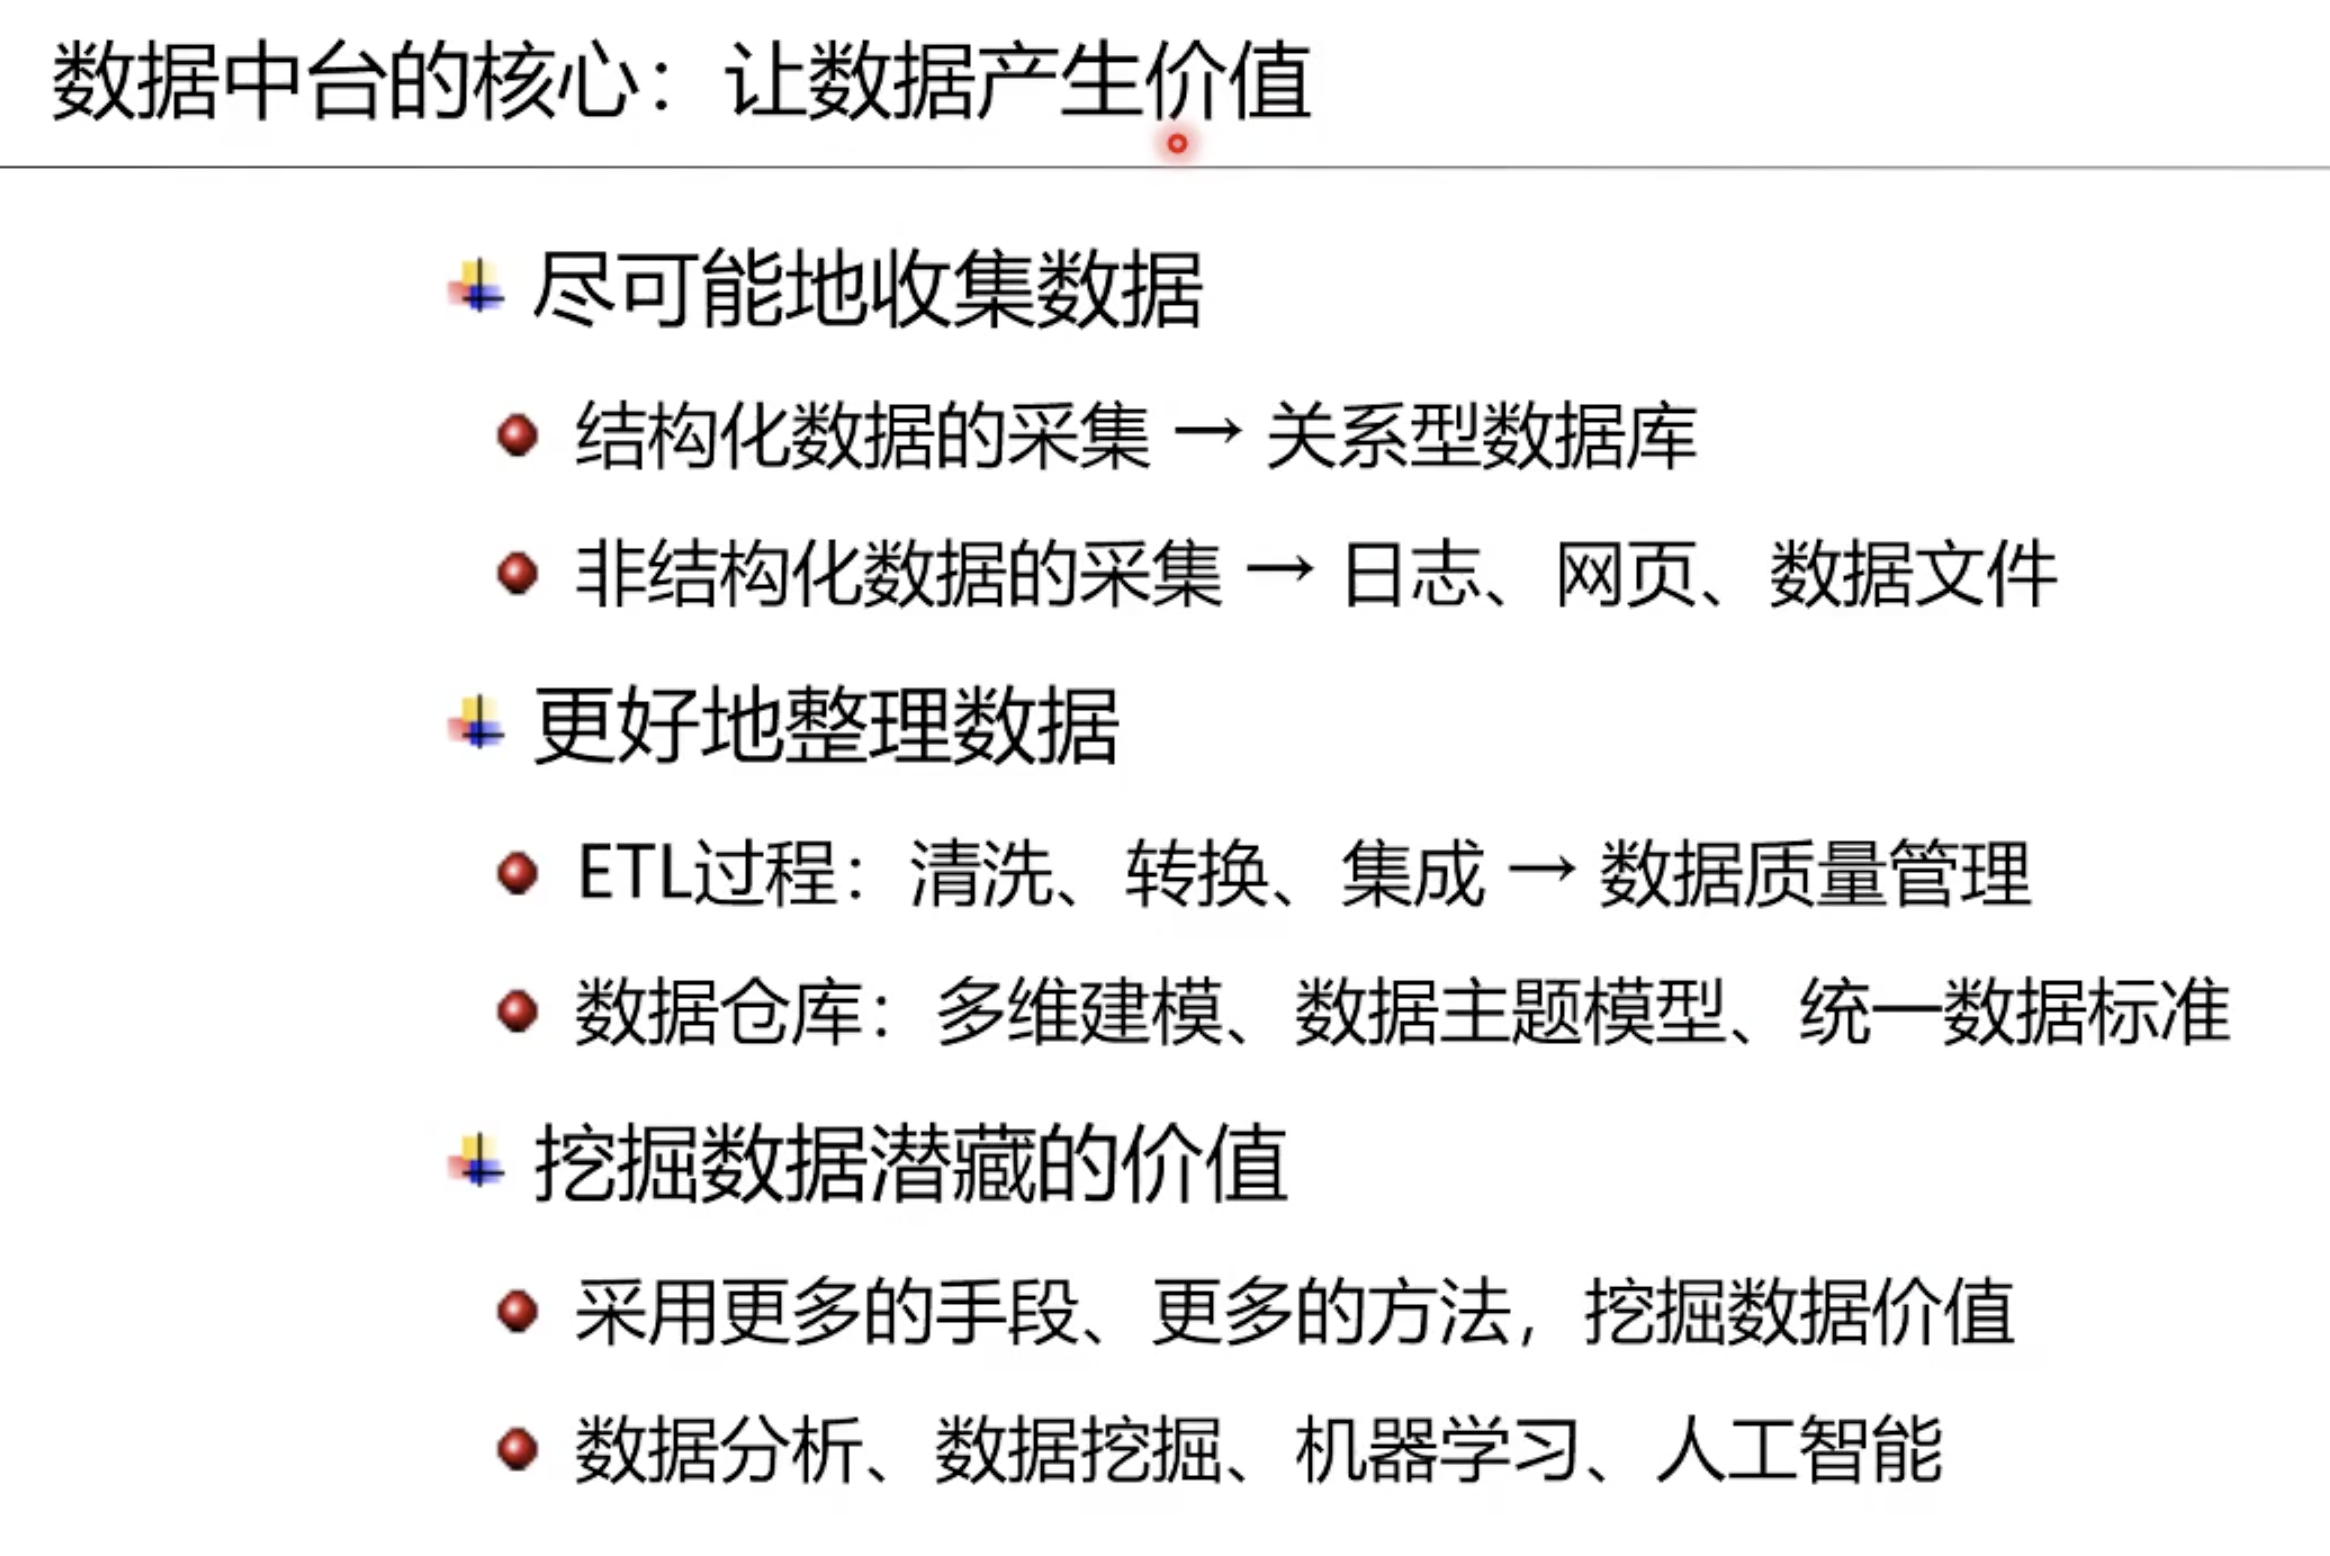 数据中台的核心：让数据产生价值
尽可能地收集数据
结构化数据的采集 → 关系型数据库
非结构化数据的采集 → 日志、网页、数据文件
更好地整理数据
ETL过程：清洗、转换、集成 → 数据质量管理
数据仓库：多维建模、数据主题模型、统一数据标准
挖掘数据潜藏的价值
采用更多的手段、更多的方法，挖掘数据价值
数据分析、数据挖掘、机器学习、人工智能